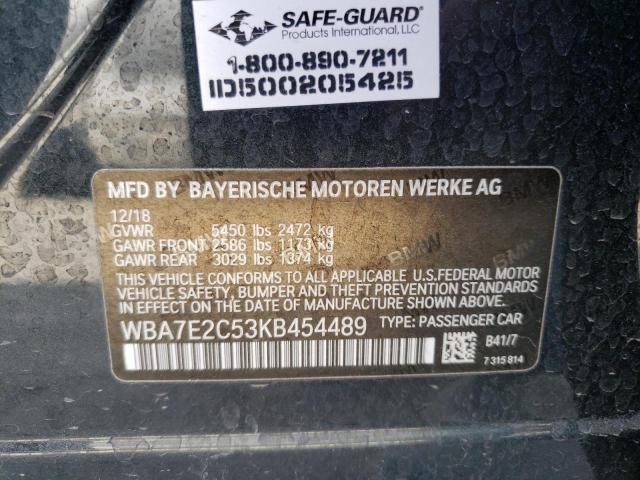 SAFE-GUARD®
Products International, LLC
1-800-890-7211
11D5002054425
MFD BY BAYERISCHE MOTOREN WERKE AG
12/18
GVWR 5450 lbs 2472 kg
GAWR FRONT 2586 lbs 1173 kg
GAWR REAR 3029 lbs 1374 kg
THIS VEHICLE CONFORMS TO ALL APPLICABLE U.S.FEDERAL MOTOR
VEHICLE SAFETY, BUMPER AND THEFT PREVENTION STANDARDS
IN EFFECT ON THE DATE OF MANUFACTURE SHOWN ABOVE.
WBA7E2C53KB454489 TYPE: PASSENGER CAR
B41/7
7 315 814